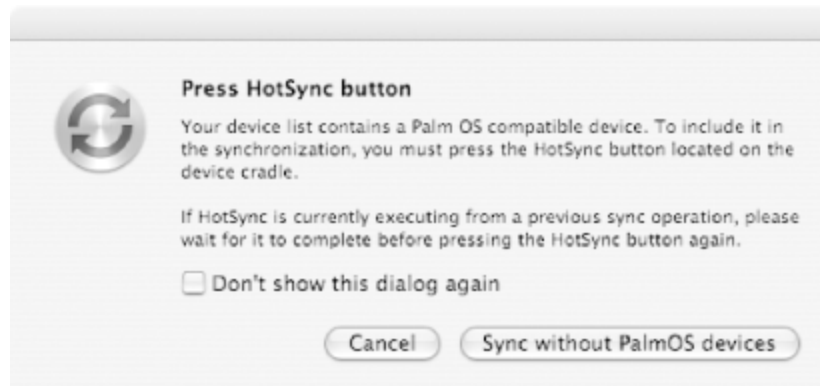 Press HotSync button
Your device list contains a Palm OS compatible device. To include it in
the synchronization, you must press the HotSync button located on the
device cradle.
If HotSync is currently executing from a previous sync operation, please
wait for it to complete before pressing the HotSync button again.
Don't show this dialog again
Cancel
Sync without PalmOS devices